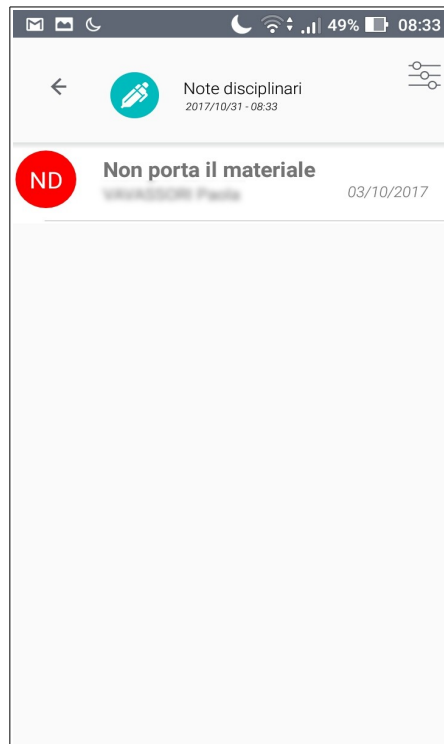 49% 08:33
Note disciplinari
2017/10/31 - 08:33
ND
Non porta il materiale
03/10/2017